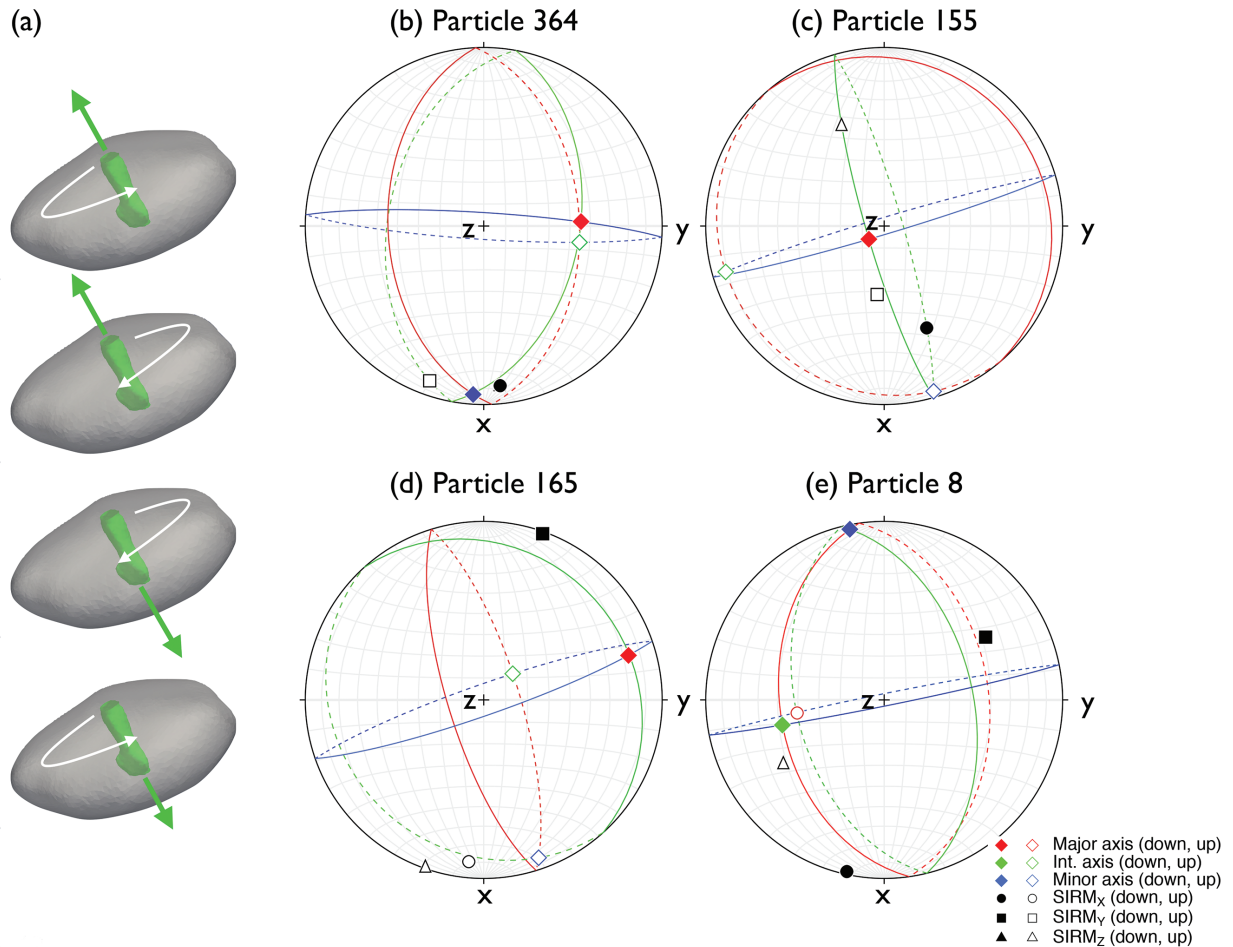 (a)
(b) Particle 364
(c) Particle 155
z
y
x
z
y
x
(d) Particle 165
(e) Particle 8
z
y
x
z
y
x
Major axis (down, up)
Int. axis (down, up)
Minor axis (down, up)
SIRMX (down, up)
SIRMY (down, up)
SIRMZ (down, up)